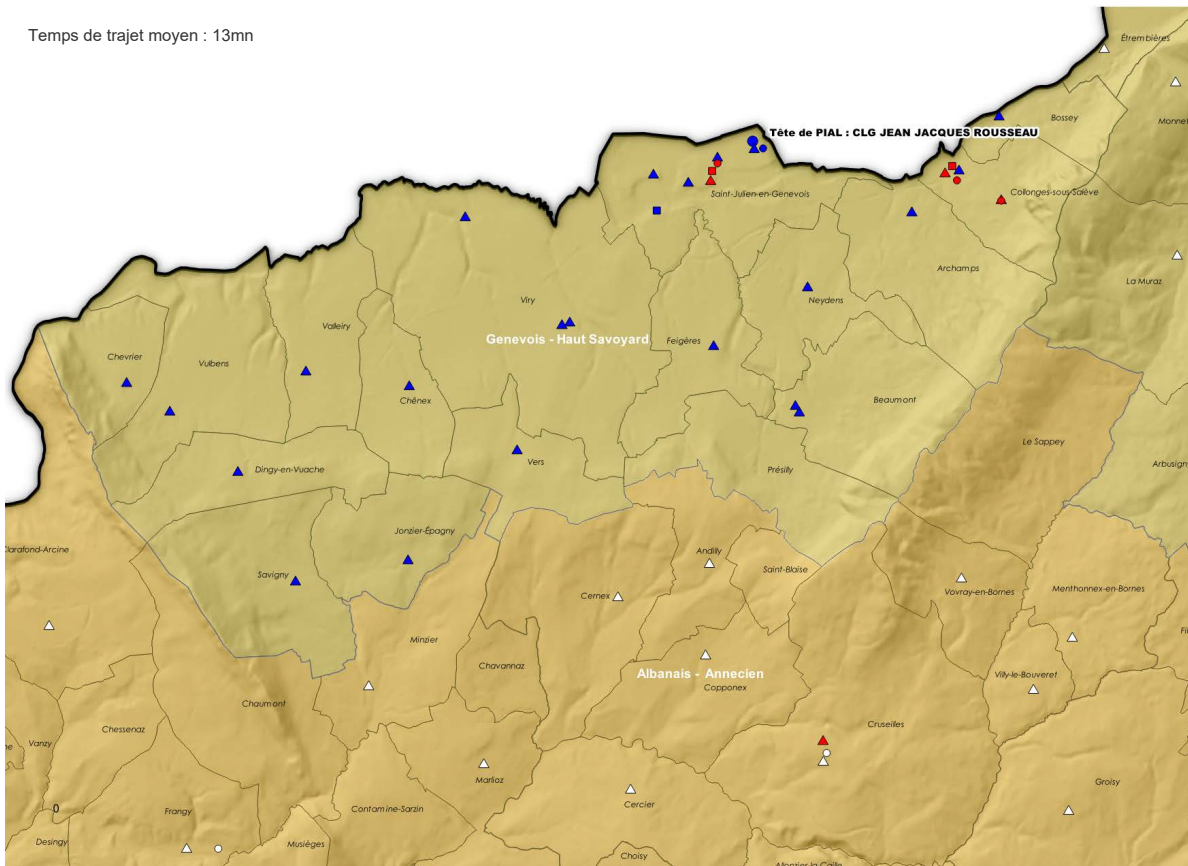 Temps de trajet moyen : 13mn
Étrembières
Bossey
Tête de PIAL : CLG JEAN JACQUES ROUSSEAU
Saint-Julien-en-Genevois
Collonges-sous-Salève
Archamps
La Muraz
Neydens
Viry
Genevois - Haut Savoyard
Feigères
Valleiry
Chevrier
Vulbens
Chênex
Beaumont
Le Sappey
Vers
Présilly
Dingy-en-Vuache
Jonzier-Épagny
Savigny
Andilly
Saint-Blaise
Vovray-en-Bornes
Menthonnex-en-Bornes
Cernex
Minzier
Chavannaz
Albanais - Annecien
Copponex
Villy-le-Bouveret
Chaumont
Cruseilles
Chessenaz
Vanzy
Marlioz
Groisy
Cercier
Contamine-Sarzin
0
Frangy
Desingy
Musièges
Choisy